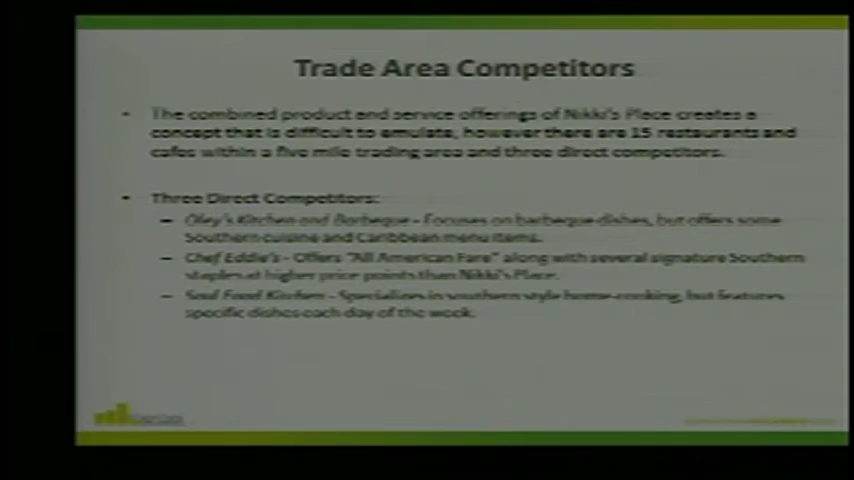 Trade Area Competitors
• The combined product and service offerings of Nikki's Place creates a
concept that is difficult to emulate, however there are 15 restaurants and
cafes within a five mile trading area and three direct competitors.
• Three Direct Competitors:
– Oley's Kitchen and Barbeque - Focuses on barbeque dishes, but offers some
Southern cuisine and Caribbean menu items.
– Chef Eddie's - Offers "All American Fare" along with several signature Southern
staples at higher price points than Nikki's Place.
– Soul Food Kitchen - Specializes in southern style home-cooking, but features
specific dishes each day of the week.